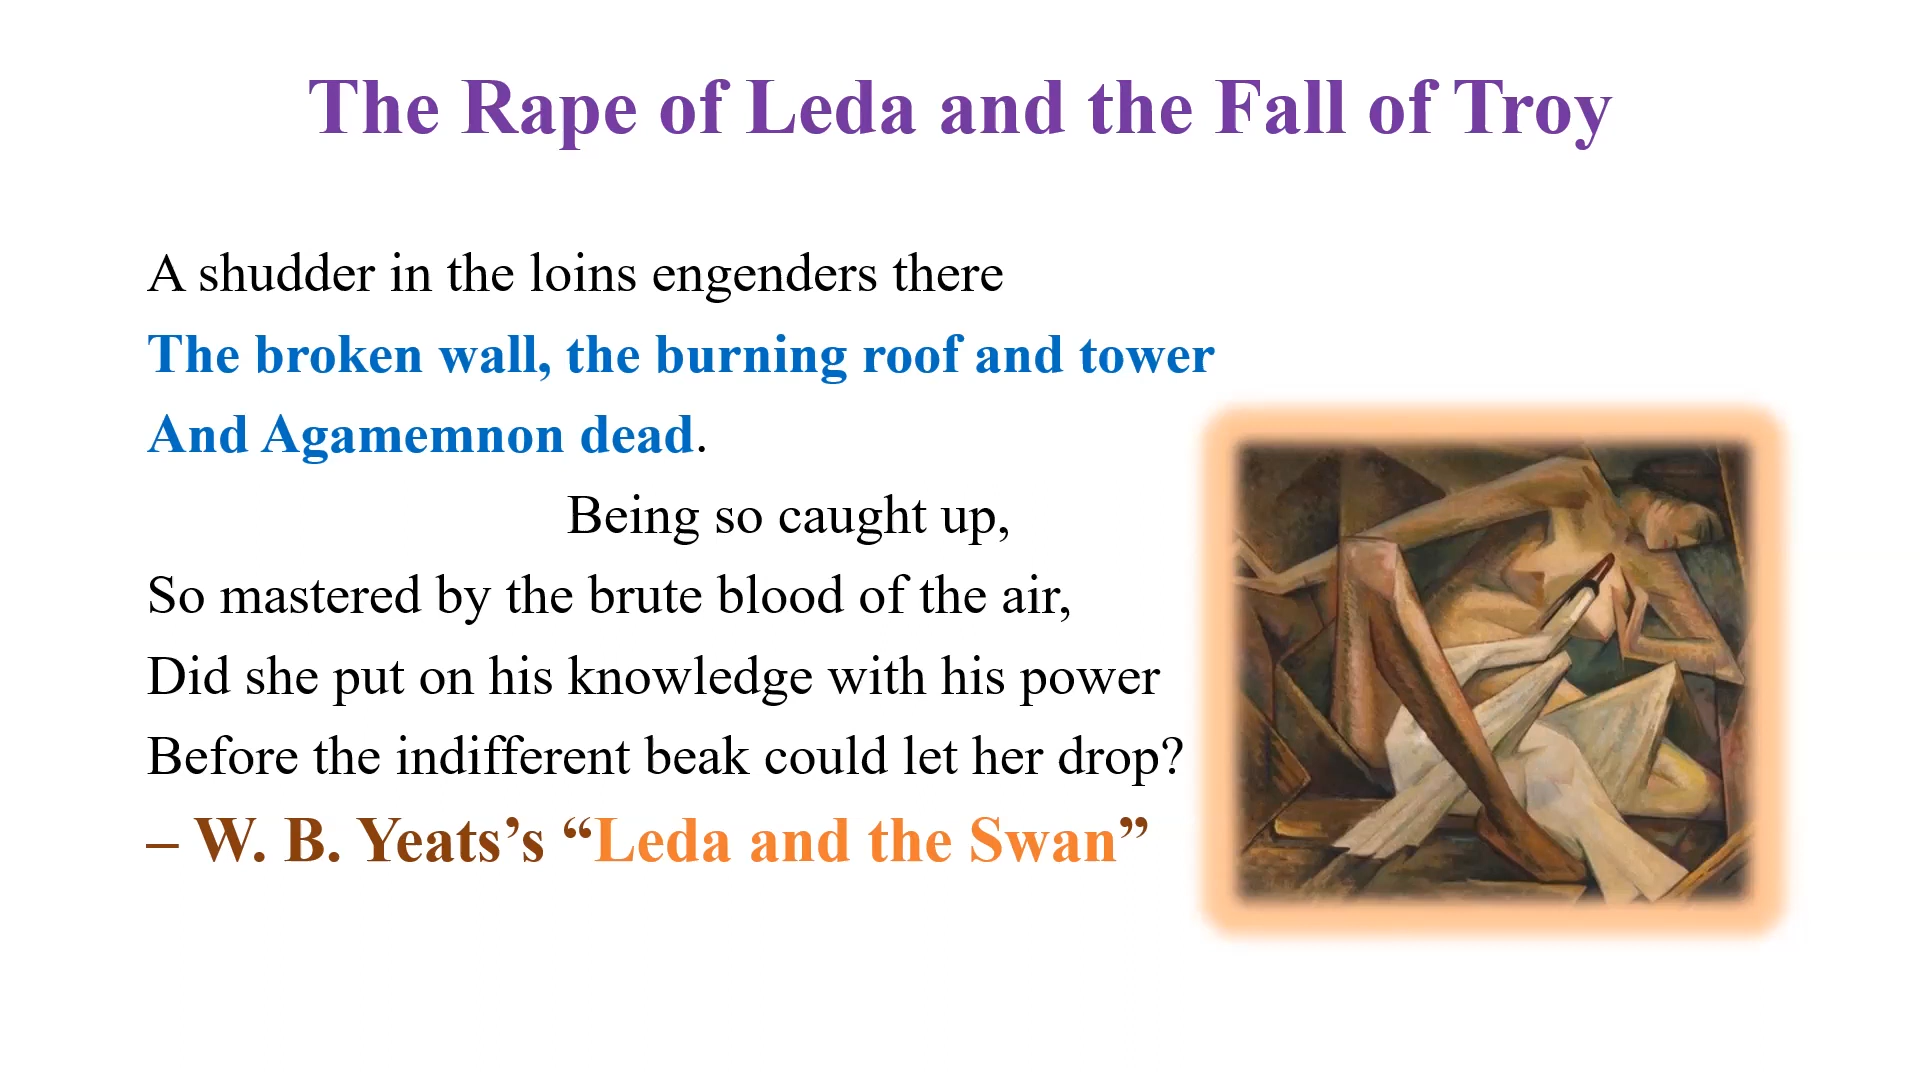 The Rape of Leda and the Fall of Troy
A shudder in the loins engenders there
The broken wall, the burning roof and tower
And Agamemnon dead.
Being so caught up,
So mastered by the brute blood of the air,
Did she put on his knowledge with his power
Before the indifferent beak could let her drop?
– W. B. Yeats’s “Leda and the Swan”